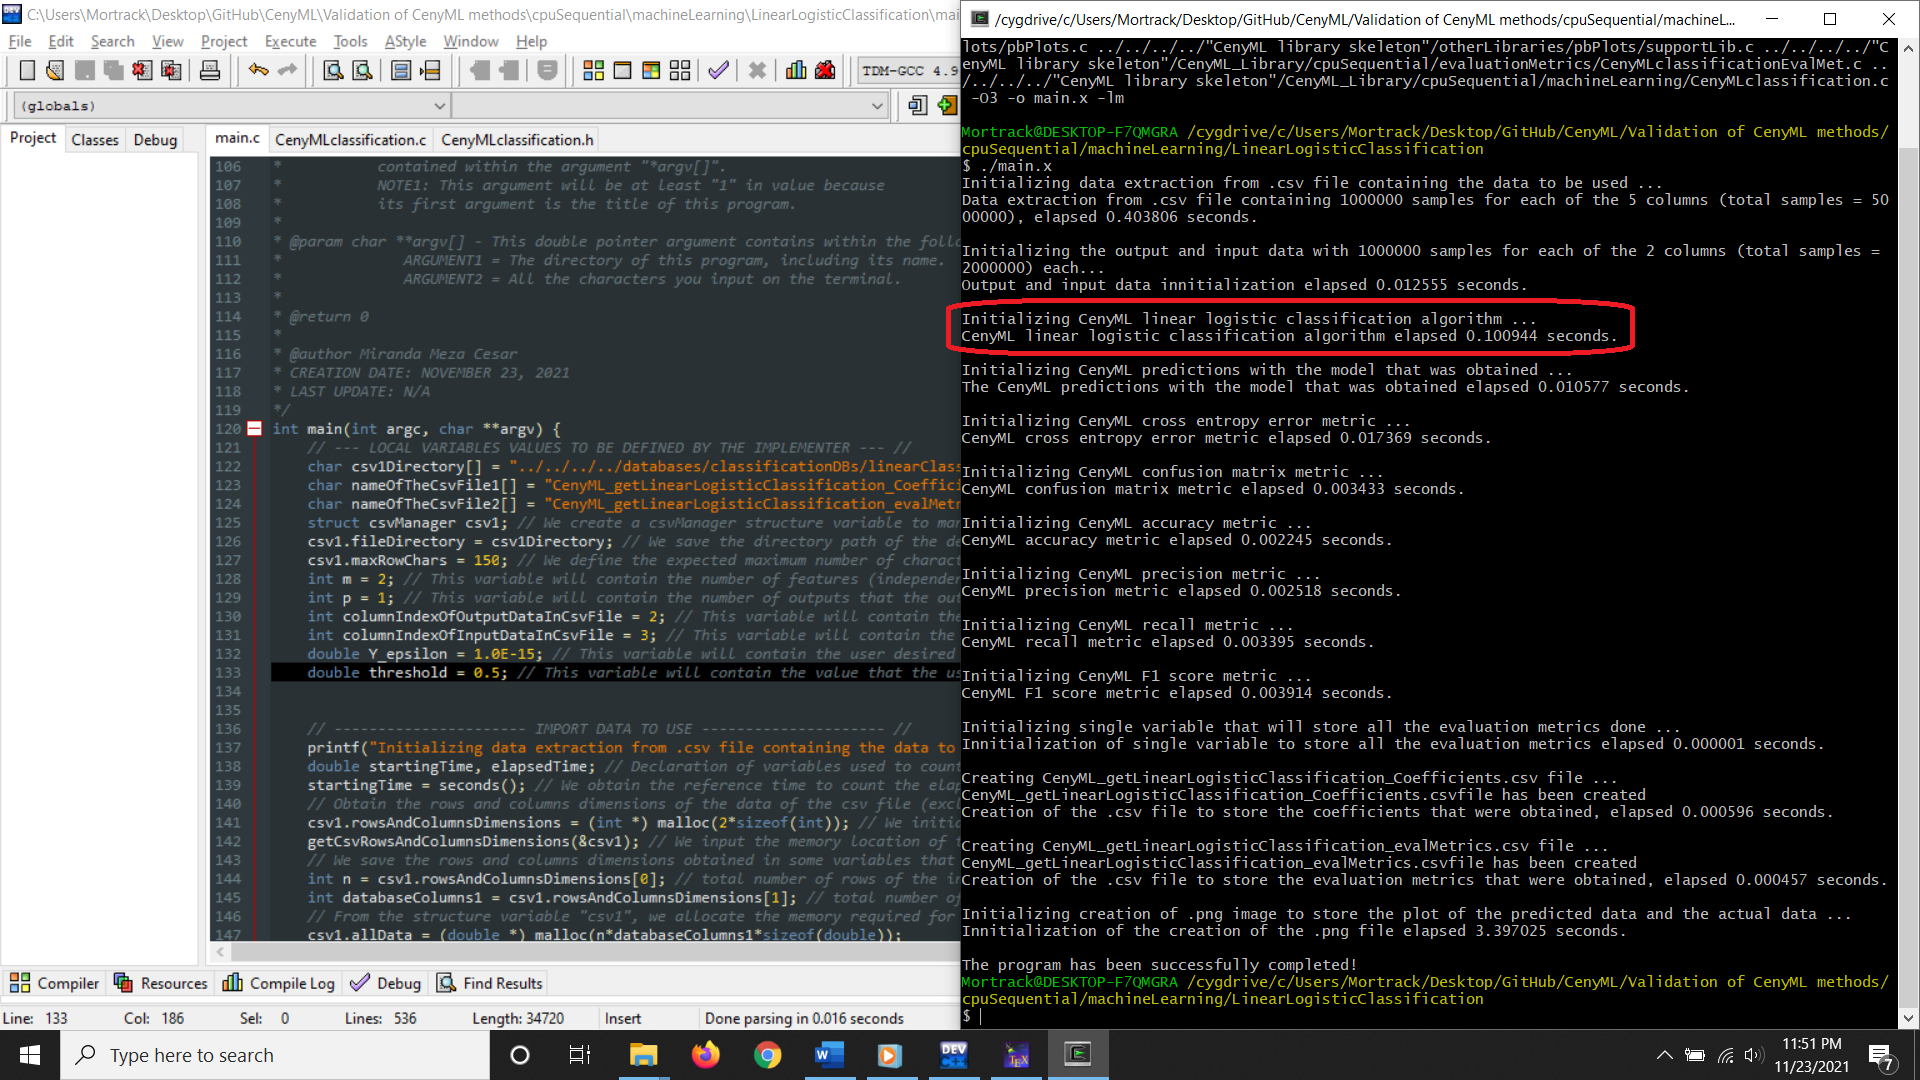 C:\Users\Mortrack\Desktop\GitHub\CenyML\Validation of CenyML methods\cpuSequential\machineLearning\LinearLogisticClassification\mai
File Edit Search View Project Execute Tools AStyle Window Help
TDM-GCC 4.9
(globals)
Project Classes Debug
main.c CenyMLclassification.c CenyMLclassification.h
106 * contained within the argument "*argv[]".
107 * NOTE1: This argument will be at least "1" in value because
108 * its first argument is the title of this program.
109 *
110 * @param char **argv[] - This double pointer argument contains within the foll
111 * ARGUMENT1 = The directory of this program, including its name.
112 * ARGUMENT2 = All the characters you input on the terminal.
113 *
114 * @return 0
115 *
116 * @author Miranda Meza Cesar
117 * CREATION DATE: NOVEMBER 23, 2021
118 * LAST UPDATE: N/A
119 */
120 int main(int argc, char **argv) {
121 // --- LOCAL VARIABLES VALUES TO BE DEFINED BY THE IMPLEMENTER --- //
122 char csv1Directory[] = "../../../../databases/classificationDBs/linearClass
123 char nameOfTheCsvFile1[] = "CenyML_getLinearLogisticClassification_Coeffici
124 char nameOfTheCsvFile2[] = "CenyML_getLinearLogisticClassification_evalMetr
125 struct csvManager csv1; // We create a csvManager structure variable to man
126 csv1.fileDirectory = csv1Directory; // We save the directory path of the de
127 csv1.maxRowChars = 150; // We define the expected maximum number of charact
128 int m = 2; // This variable will contain the number of features (independen
129 int p = 1; // This variable will contain the number of outputs that the out
130 int columnIndexOfOutputDataInCsvFile = 2; // This variable will contain the
131 int columnIndexOfInputDataInCsvFile = 3; // This variable will contain the
132 double Y_epsilon = 1.0E-15; // This variable will contain the user desired
133 double threshold = 0.5; // This variable will contain the value that the us
134
135
136 // ---------------------- IMPORT DATA TO USE --------------------- //
137 printf("Initializing data extraction from .csv file containing the data to
138 double startingTime, elapsedTime; // Declaration of variables used to count
139 startingTime = seconds(); // We obtain the reference time to count the elap
140 // Obtain the rows and columns dimensions of the data of the csv file (excl
141 csv1.rowsAndColumnsDimensions = (int *) malloc(2*sizeof(int)); // We initia
142 getCsvRowsAndColumnsDimensions(&csv1); // We input the memory location of t
143 // We save the rows and columns dimensions obtained in some variables that
144 int n = csv1.rowsAndColumnsDimensions[0]; // total number of rows of the in
145 int databaseColumns1 = csv1.rowsAndColumnsDimensions[1]; // total number of
146 // From the structure variable "csv1", we allocate the memory required for
147 csv1.allData = (double *) malloc(n*databaseColumns1*sizeof(double));
Compiler Resources Compile Log Debug Find Results
Line: 133 Col: 186 Sel: 0 Lines: 536 Length: 34720 Insert Done parsing in 0.016 seconds
/cygdrive/c/Users/Mortrack/Desktop/GitHub/CenyML/Validation of CenyML methods/cpuSequential/machineL...
lots/pbPlots.c ../../../../"CenyML library skeleton"/otherLibraries/pbPlots/supportLib.c ../../../../"C
enyML library skeleton"/CenyML_Library/cpuSequential/evaluationMetrics/CenyMLclassificationEvalMet.c ..
/../../../"CenyML library skeleton"/CenyML_Library/cpuSequential/machineLearning/CenyMLclassification.c
-O3 -o main.x -lm
Mortrack@DESKTOP-F7QMGRA /cygdrive/c/Users/Mortrack/Desktop/GitHub/CenyML/Validation of CenyML methods/
cpuSequential/machineLearning/LinearLogisticClassification
$ ./main.x
Initializing data extraction from .csv file containing the data to be used ...
Data extraction from .csv file containing 1000000 samples for each of the 5 columns (total samples = 50
00000), elapsed 0.403806 seconds.
Initializing the output and input data with 1000000 samples for each of the 2 columns (total samples =
2000000) each...
Output and input data innitialization elapsed 0.012555 seconds.
Initializing CenyML linear logistic classification algorithm ...
CenyML linear logistic classification algorithm elapsed 0.100944 seconds.
Initializing CenyML predictions with the model that was obtained ...
The CenyML predictions with the model that was obtained elapsed 0.010577 seconds.
Initializing CenyML cross entropy error metric ...
CenyML cross entropy error metric elapsed 0.017369 seconds.
Initializing CenyML confusion matrix metric ...
CenyML confusion matrix metric elapsed 0.003433 seconds.
Initializing CenyML accuracy metric ...
CenyML accuracy metric elapsed 0.002245 seconds.
Initializing CenyML precision metric ...
CenyML precision metric elapsed 0.002518 seconds.
Initializing CenyML recall metric ...
CenyML recall metric elapsed 0.003395 seconds.
Initializing CenyML F1 score metric ...
CenyML F1 score metric elapsed 0.003914 seconds.
Initializing single variable that will store all the evaluation metrics done ...
Innitialization of single variable to store all the evaluation metrics elapsed 0.000001 seconds.
Creating CenyML_getLinearLogisticClassification_Coefficients.csv file ...
CenyML_getLinearLogisticClassification_Coefficients.csvfile has been created
Creation of the .csv file to store the coefficients that were obtained, elapsed 0.000596 seconds.
Creating CenyML_getLinearLogisticClassification_evalMetrics.csv file ...
CenyML_getLinearLogisticClassification_evalMetrics.csvfile has been created
Creation of the .csv file to store the evaluation metrics that were obtained, elapsed 0.000457 seconds.
Initializing creation of .png image to store the plot of the predicted data and the actual data ...
Innitialization of the creation of the .png file elapsed 3.397025 seconds.
The program has been successfully completed!
Mortrack@DESKTOP-F7QMGRA /cygdrive/c/Users/Mortrack/Desktop/GitHub/CenyML/Validation of CenyML methods/
cpuSequential/machineLearning/LinearLogisticClassification
$
Type here to search
11:51 PM
11/23/2021
7